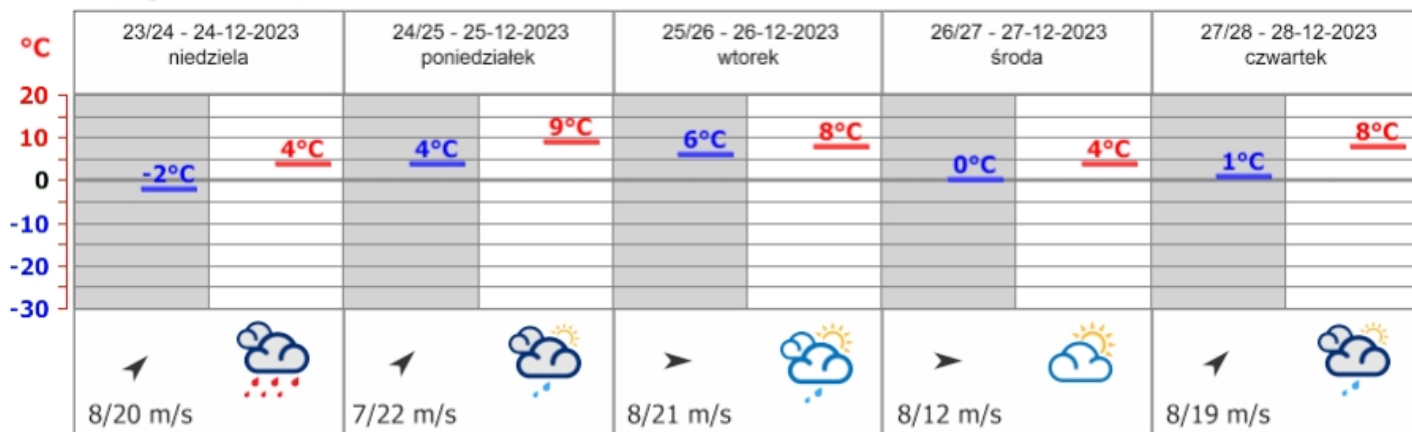 °C
23/24 - 24-12-2023
niedziela
24/25 - 25-12-2023
poniedziałek
25/26 - 26-12-2023
wtorek
26/27 - 27-12-2023
środa
27/28 - 28-12-2023
czwartek
20
10
0
-10
-20
-30
-2°C
4°C
4°C
9°C
6°C
8°C
0°C
4°C
1°C
8°C
8/20 m/s
7/22 m/s
8/21 m/s
8/12 m/s
8/19 m/s